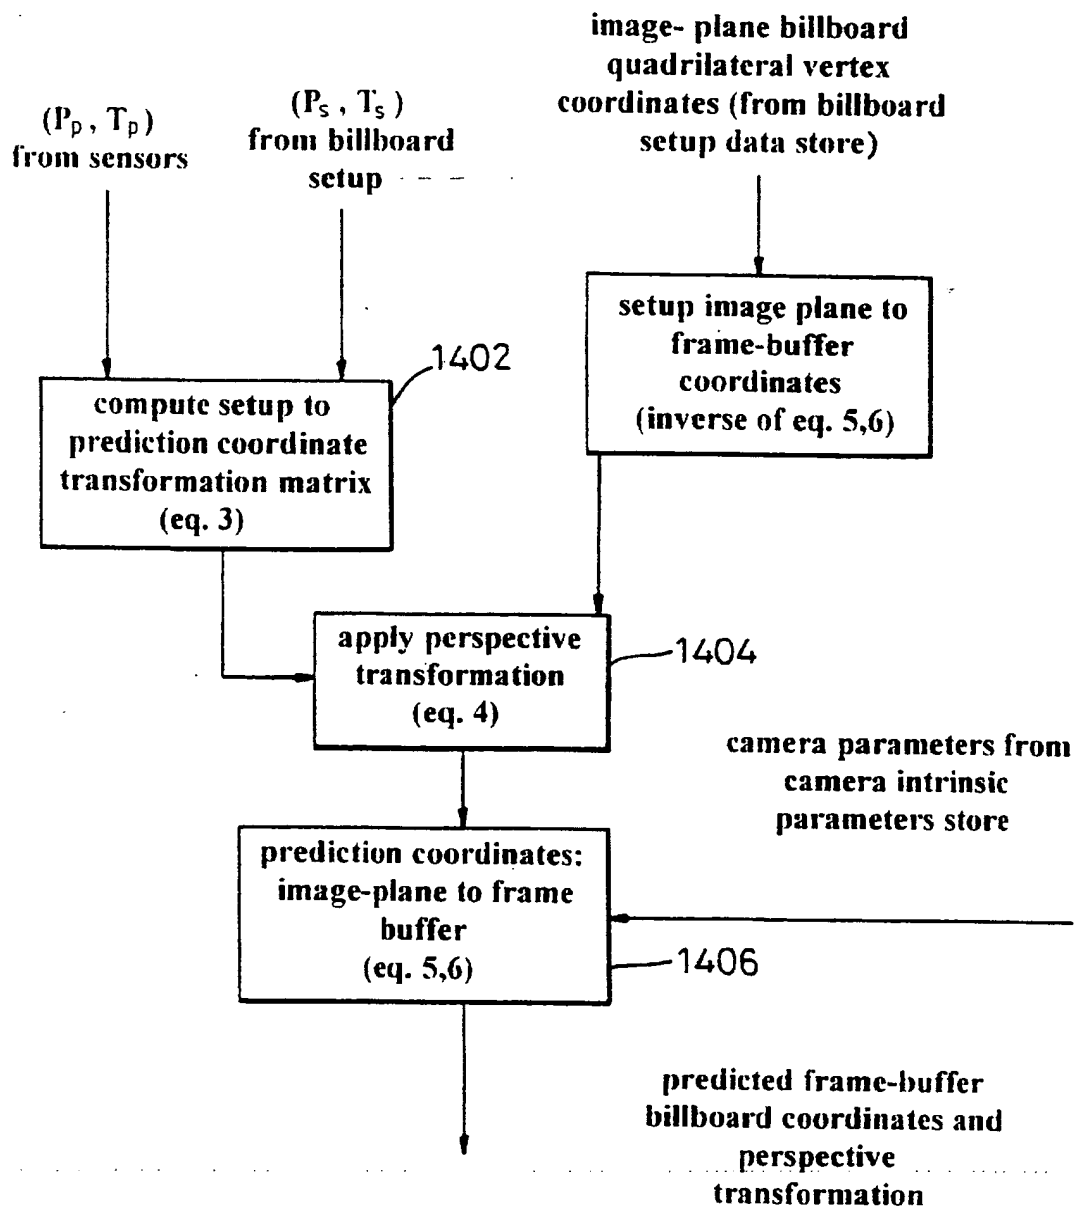 image- plane billboard
quadrilateral vertex
coordinates (from billboard
setup data store)
(Pp , Tp)
from sensors
(Ps , Ts)
from billboard
setup
setup image plane to
frame-buffer
coordinates
(inverse of eq. 5,6)
1402
compute setup to
prediction coordinate
transformation matrix
(eq. 3)
apply perspective
transformation
(eq. 4)
1404
camera parameters from
camera intrinsic
parameters store
prediction coordinates:
image-plane to frame
buffer
(eq. 5,6)
1406
predicted frame-buffer
billboard coordinates and
perspective
transformation